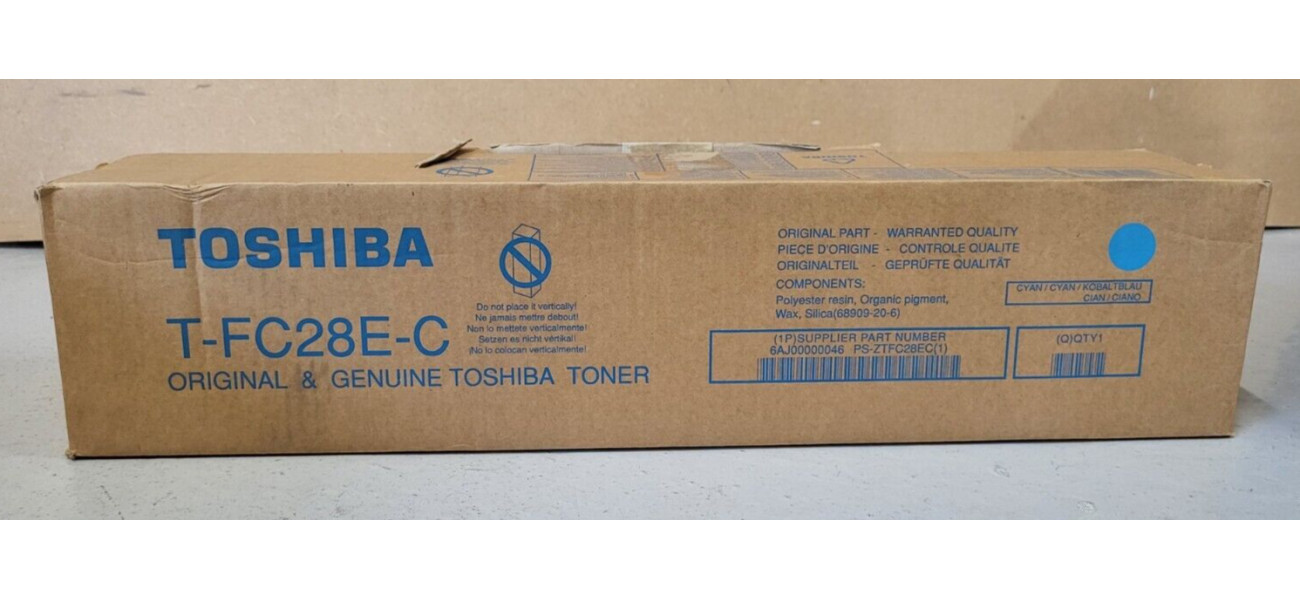 TOSHIBA
TOSHIBA
T-FC28E-C
ORIGINAL & GENUINE TOSHIBA TONER
Do not place it vertically!
Ne jamais mettre debout!
Non lo mettete verticalmente!
Setzen es nicht vertikal!
¡No lo colocan verticalmente!
ORIGINAL PART - WARRANTED QUALITY
PIECE D'ORIGINE - CONTROLE QUALITE
ORIGINALTEIL - GEPRÜFTE QUALITÄT
COMPONENTS:
Polyester resin, Organic pigment,
Wax, Silica(68909-20-6)
CYAN / CYAN / KOBALTBLAU
CIAN / CIANO
(1P)SUPPLIER PART NUMBER
6AJ00000046 PS-ZTFC28EC(1)
(Q)QTY1